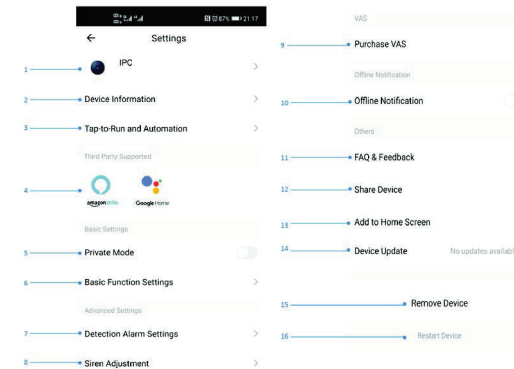 87% 21:17
Settings
1 IPC
2 Device Information
3 Tap-to-Run and Automation
Third Party Supported
4
amazon echo Google Home
Basic Settings
5 Private Mode
6 Basic Function Settings
Advanced Settings
7 Detection Alarm Settings
8 Siren Adjustment
VAS
9 Purchase VAS
Offline Notification
10 Offline Notification
Others
11 FAQ & Feedback
12 Share Device
13 Add to Home Screen
14 Device Update No updates availabl
15 Remove Device
16 Restart Device